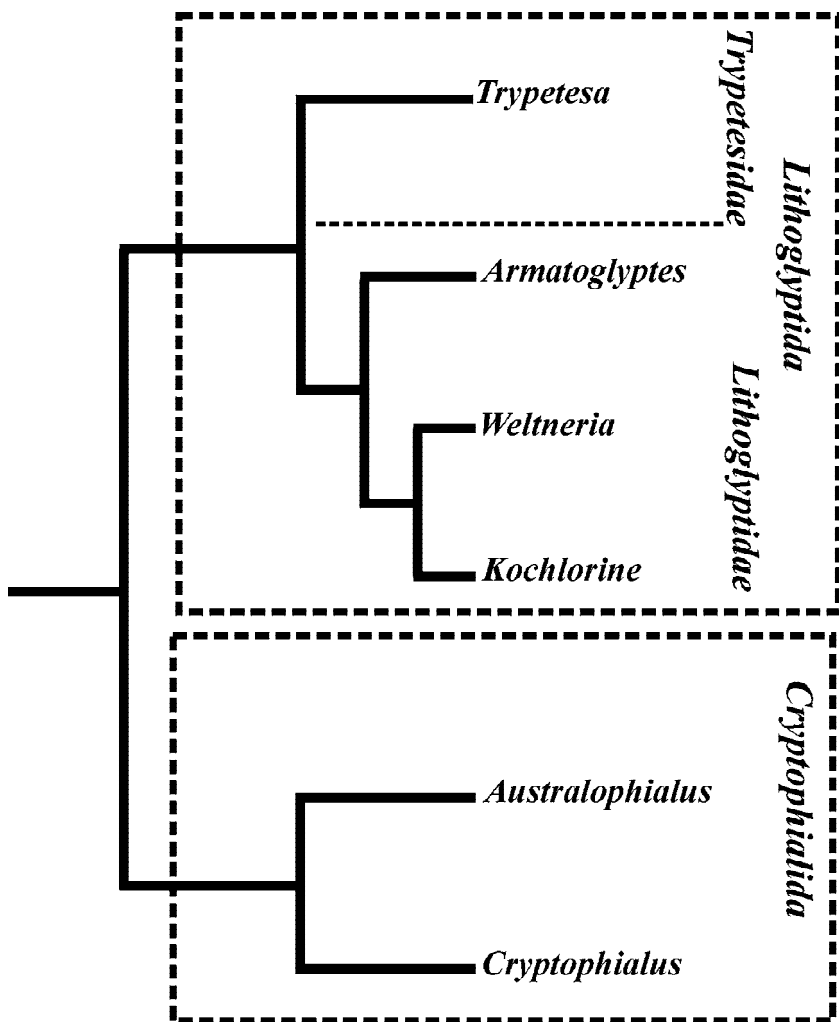 Trypetesa
Trypetesidae
Lithoglyptida
Armatoglyptes
Weltneria
Lithoglyptidae
Kochlorine
Cryptophialida
Australophialus
Cryptophialus